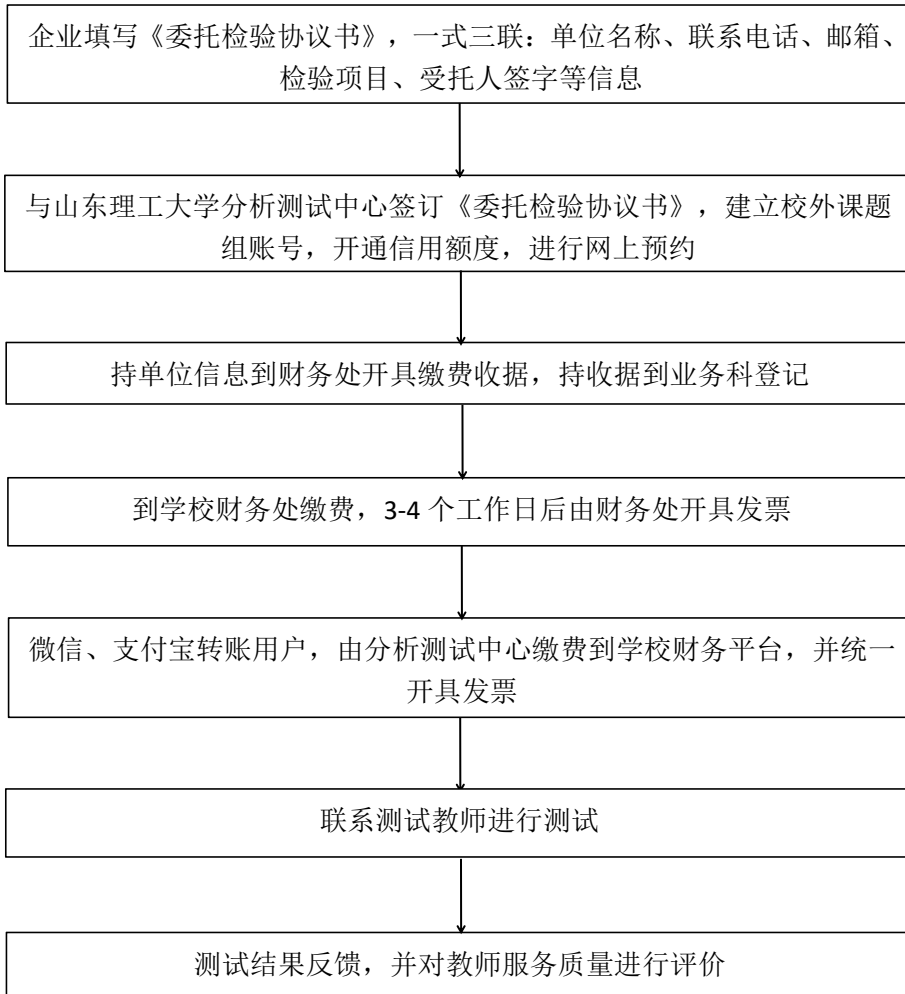 企业填写《委托检验协议书》，一式三联：单位名称、联系电话、邮箱、
检验项目、受托人签字等信息
与山东理工大学分析测试中心签订《委托检验协议书》，建立校外课题
组账号，开通信用额度，进行网上预约
持单位信息到财务处开具缴费收据，持收据到业务科登记
到学校财务处缴费，3-4 个工作日后由财务处开具发票
微信、支付宝转账用户，由分析测试中心缴费到学校财务平台，并统一
开具发票
联系测试教师进行测试
测试结果反馈，并对教师服务质量进行评价